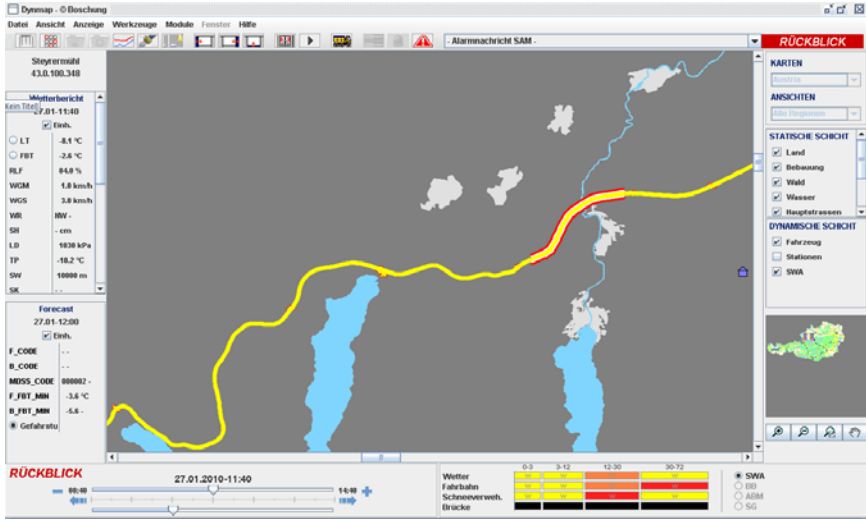 Dynmap - © Boschung
Datei Ansicht Anzeige Werkzeuge Module Fenster Hilfe
- Alarmnachricht SAM -
RÜCKBLICK
Steyrermühl
43.0.100.348
Wetterbericht
Kein Titel
27.01-11:40
Einh.
LT -8.1 °C
FBT -2.6 °C
RLF 84.0 %
WGM 1.0 km/h
WGS 3.0 km/h
WR NW -
SH - cm
LD 1030 kPa
TP -10.2 °C
SW 10000 m
SK - -
Forecast
27.01-12:00
Einh.
F_CODE - -
B_CODE - -
MDSS_CODE 000002 -
F_FBT_MIN -3.6 °C
B_FBT_MIN -5.6 -
Gefahrstu
KARTEN
Austria
ANSICHTEN
Alle Regionen
STATISCHE SCHICHT
Land
Bebauung
Wald
Wasser
Hauptstrassen
DYNAMISCHE SCHICHT
Fahrzeug
Stationen
SWA
RÜCKBLICK
27.01.2010-11:40
08:40 14:40
0-3 3-12 12-30 30-72
Wetter W W W W
Fahrbahn W W W W
Schneeverweh. W W W W
Brücke
SWA
BB
ABM
SG